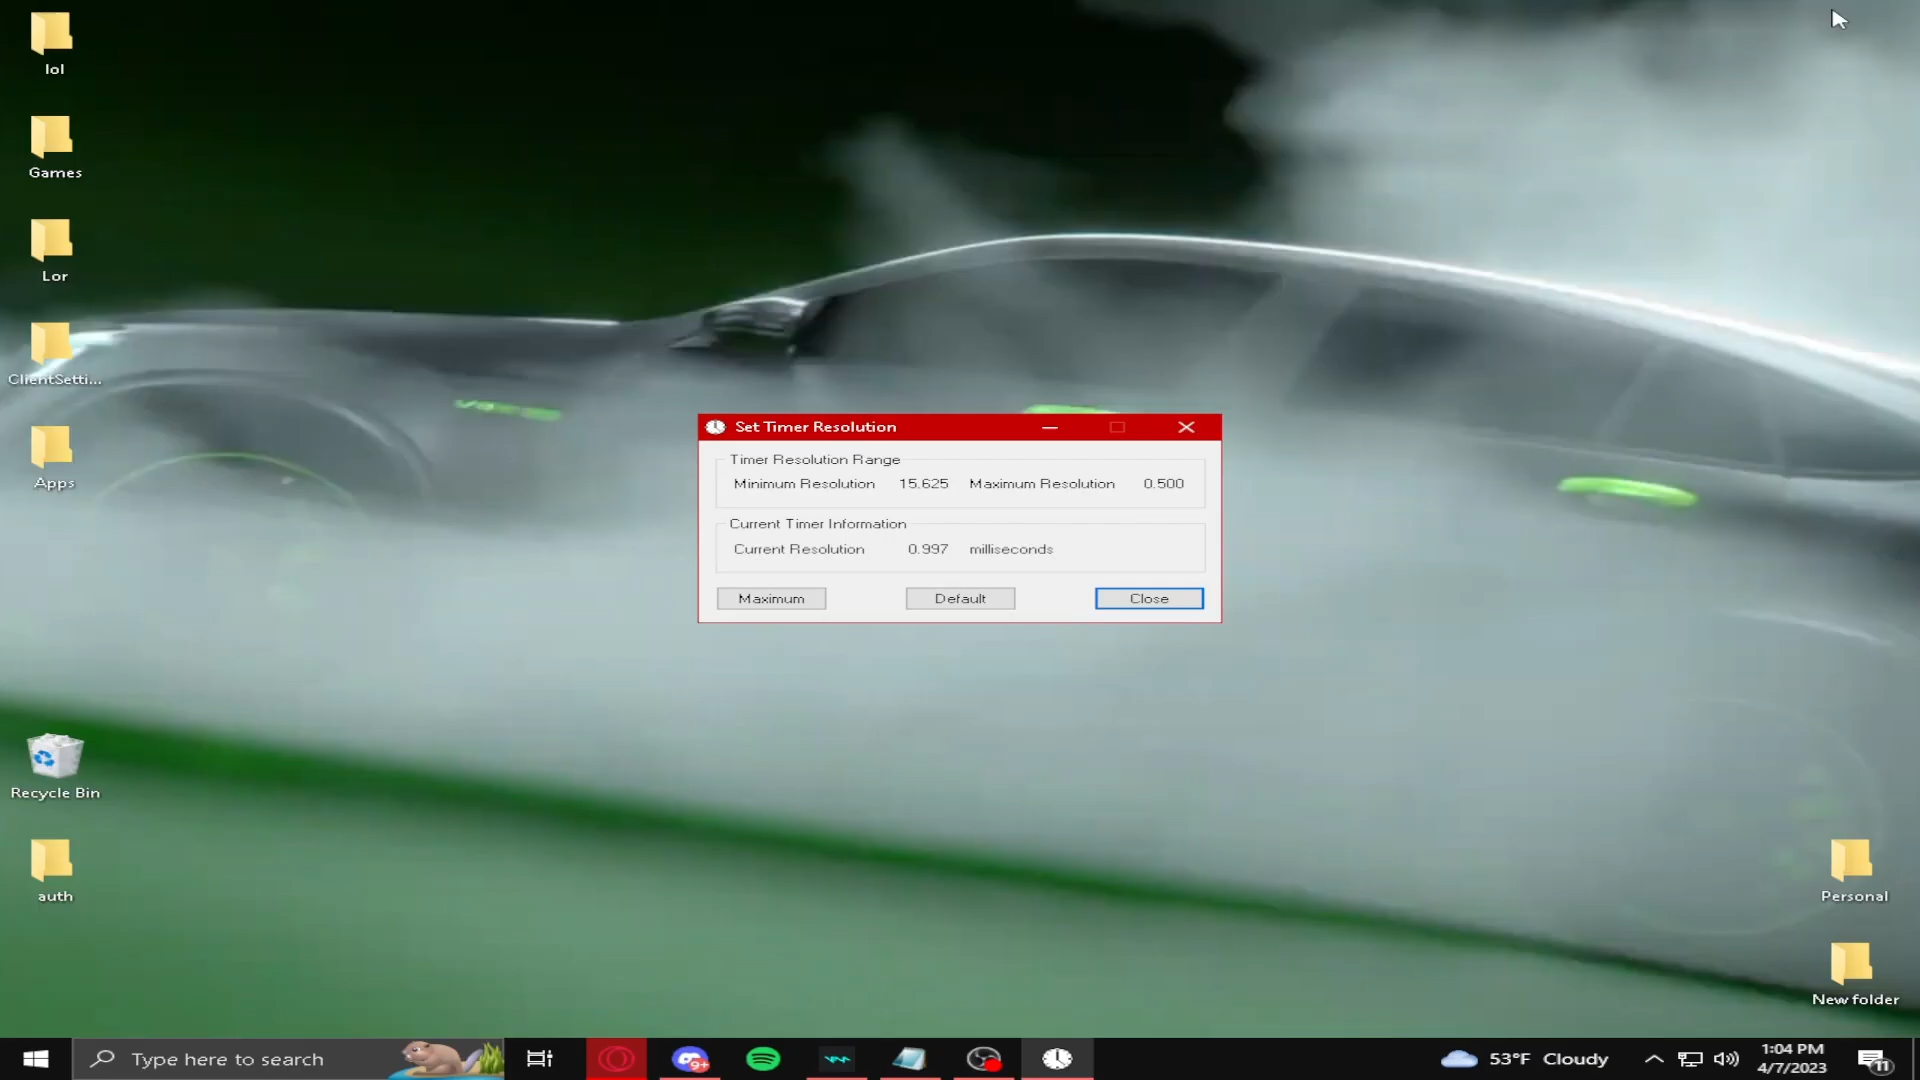 lol
Games
Lor
ClientSetti...
Apps
Recycle Bin
auth
Personal
New folder
Set Timer Resolution
Timer Resolution Range
Minimum Resolution 15.625 Maximum Resolution 0.500
Current Timer Information
Current Resolution 0.997 milliseconds
Maximum Default Close
Type here to search
9+
53°F Cloudy
1:04 PM
4/7/2023
11